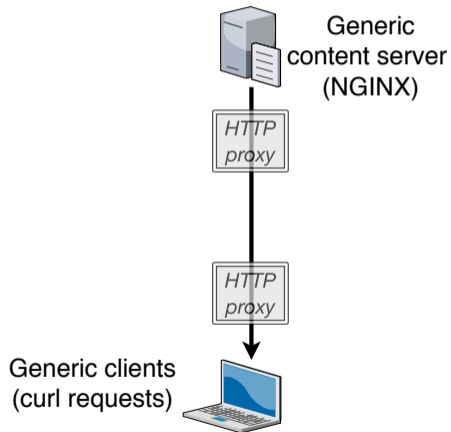 Generic
content server
(NGINX)
HTTP
proxy
HTTP
proxy
Generic clients
(curl requests)